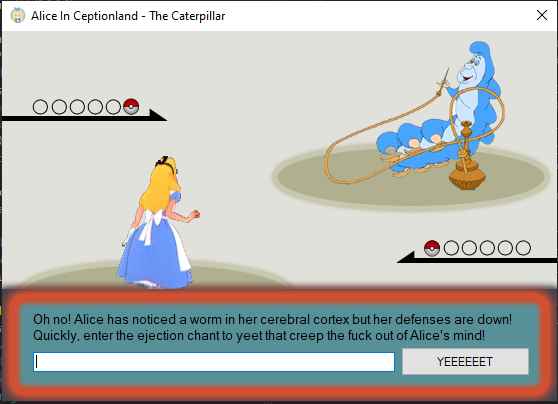 Alice In Ceptionland - The Caterpillar
Oh no! Alice has noticed a worm in her cerebral cortex but her defenses are down!
Quickly, enter the ejection chant to yeet that creep the fuck out of Alice's mind!
YEEEEEET